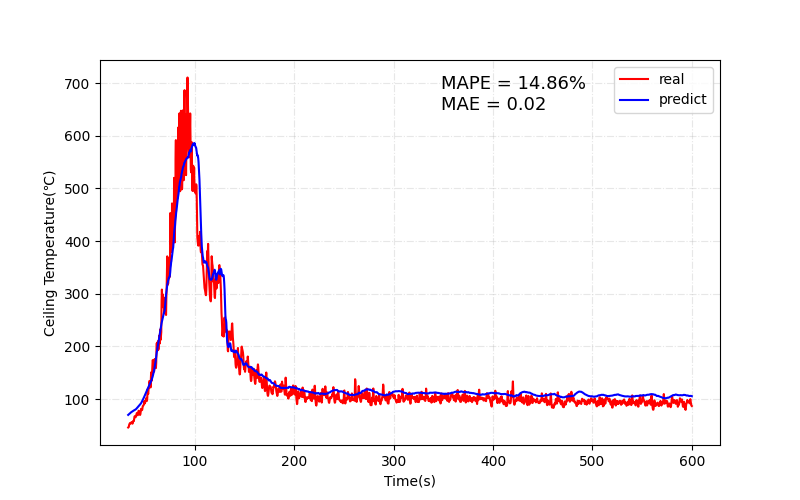 MAPE = 14.86%
MAE = 0.02
real
predict
Ceiling Temperature(℃)
700
600
500
400
300
200
100
100 200 300 400 500 600
Time(s)